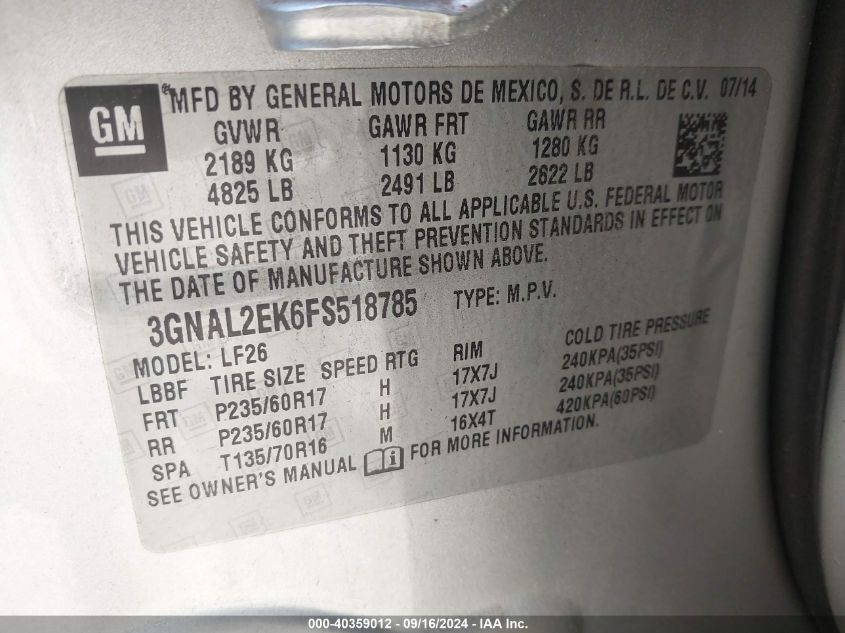 GM
MFD BY GENERAL MOTORS DE MEXICO, S. DE R.L. DE C.V. 07/14
GVWR GAWR FRT GAWR RR
2189 KG 1130 KG 1280 KG
4825 LB 2491 LB 2622 LB
THIS VEHICLE CONFORMS TO ALL APPLICABLE U.S. FEDERAL MOTOR
VEHICLE SAFETY AND THEFT PREVENTION STANDARDS IN EFFECT ON
THE DATE OF MANUFACTURE SHOWN ABOVE.
3GNAL2EK6FS518785 TYPE: M.P.V.
MODEL: LF26
LBBF TIRE SIZE SPEED RTG RIM COLD TIRE PRESSURE
FRT P235/60R17 H 17X7J 240KPA(35PSI)
RR P235/60R17 H 17X7J 240KPA(35PSI)
SPA T135/70R16 M 16X4T 420KPA(60PSI)
SEE OWNER'S MANUAL FOR MORE INFORMATION.
000-40359012 - 09/16/2024 - IAA Inc.